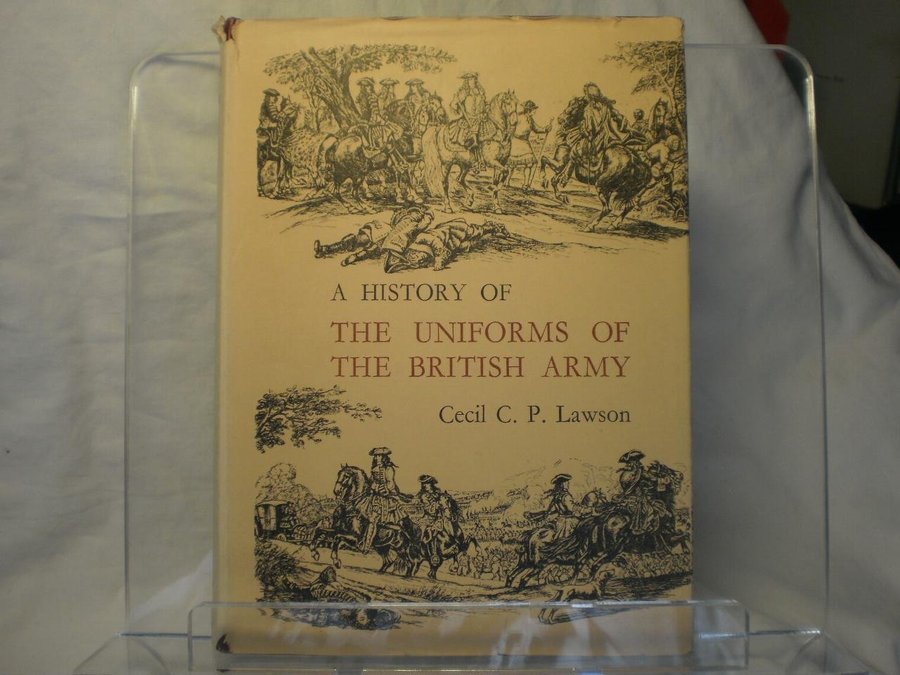 A HISTORY OF
THE UNIFORMS OF
THE BRITISH ARMY
Cecil C. P. Lawson